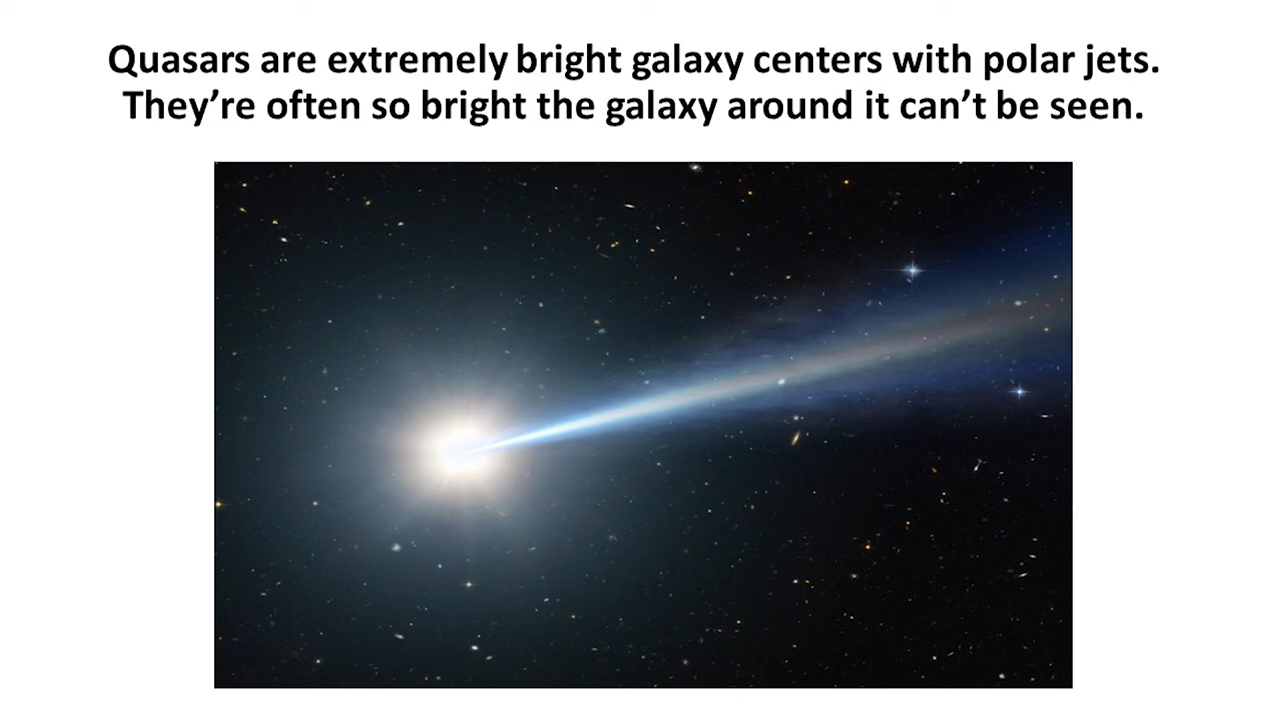 Quasars are extremely bright galaxy centers with polar jets.
They’re often so bright the galaxy around it can’t be seen.